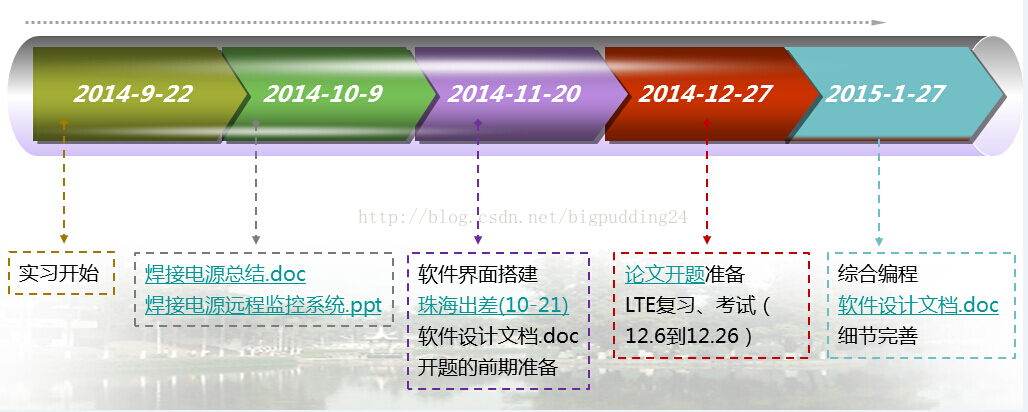 2014-9-22
2014-10-9
2014-11-20
2014-12-27
2015-1-27
http://blog.csdn.net/bigpudding24
实习开始
焊接电源总结.doc
焊接电源远程监控系统.ppt
软件界面搭建
珠海出差(10-21)
软件设计文档.doc
开题的前期准备
论文开题准备
LTE复习、考试（
12.6到12.26）
综合编程
软件设计文档.doc
细节完善